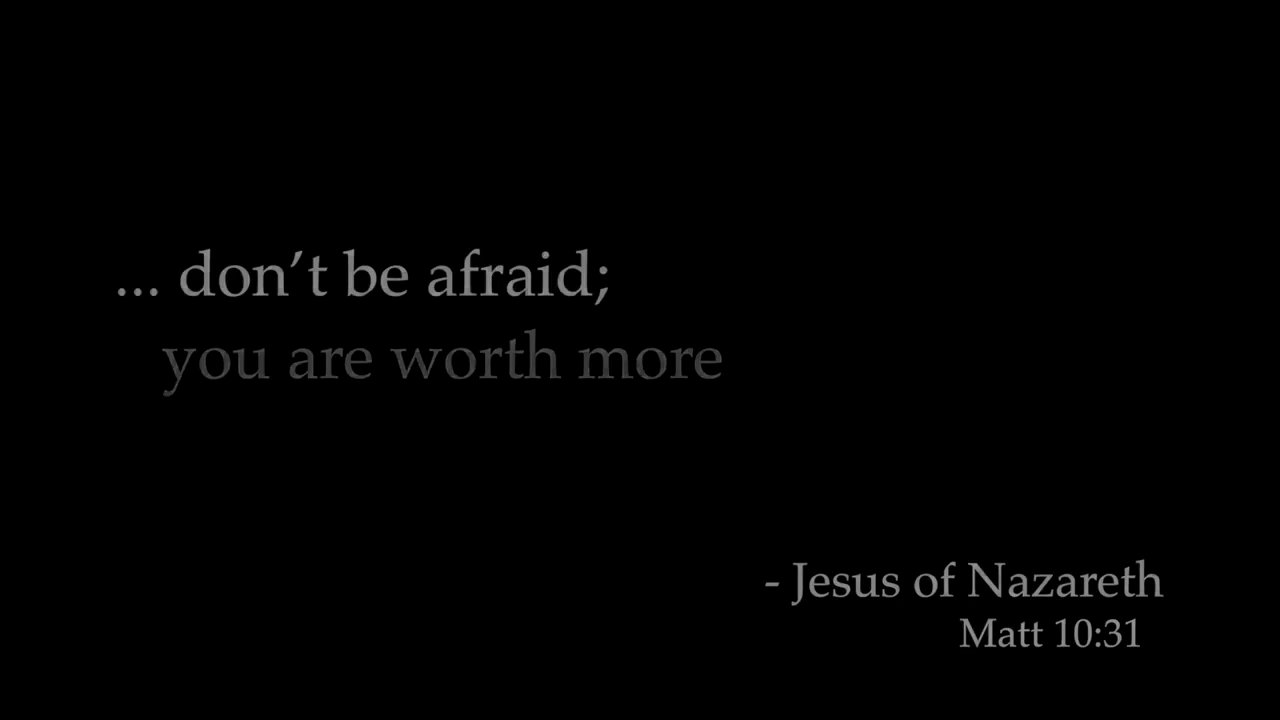 ... don’t be afraid;
you are worth more
- Jesus of Nazareth
Matt 10:31